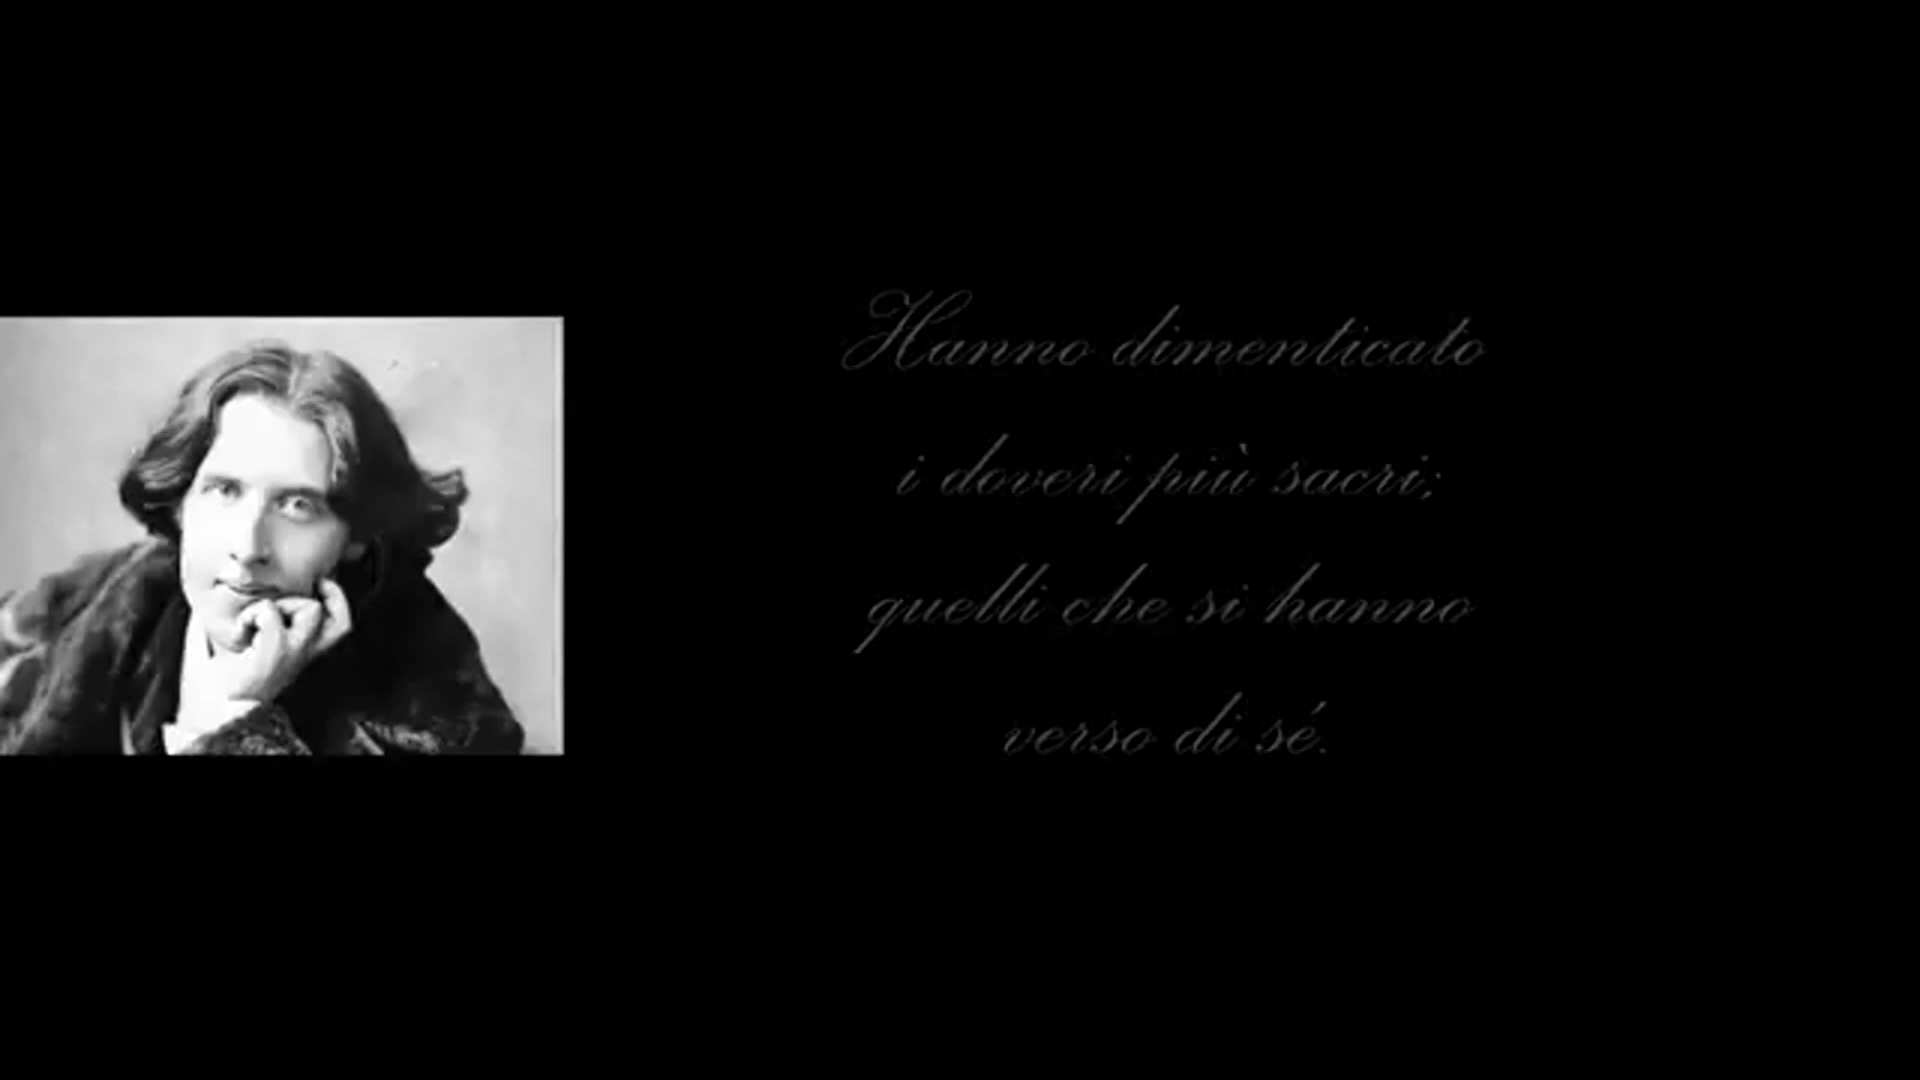 Hanno dimenticato
i doveri più sacri;
quelli che si hanno
verso di sé.